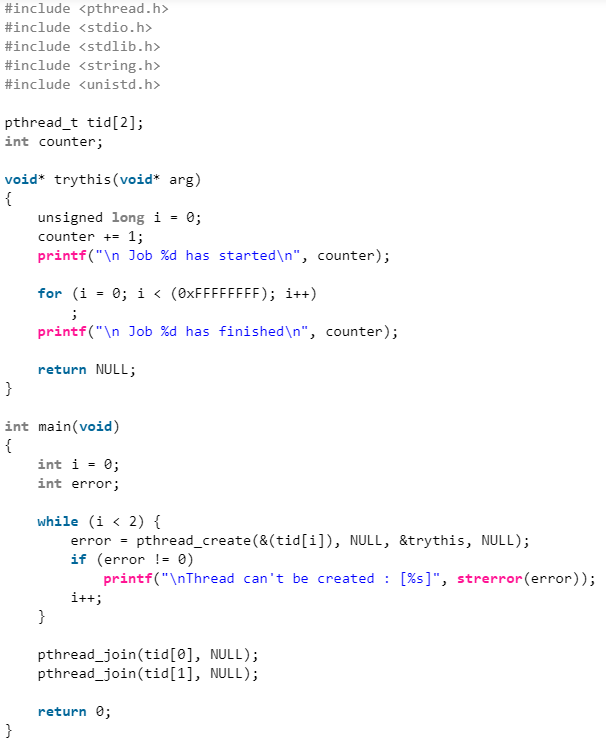 #include <pthread.h>
#include <stdio.h>
#include <stdlib.h>
#include <string.h>
#include <unistd.h>

pthread_t tid[2];
int counter;

void* trythis(void* arg)
{
    unsigned long i = 0;
    counter += 1;
    printf("\n Job %d has started\n", counter);

    for (i = 0; i < (0xFFFFFFFF); i++)
        ;
    printf("\n Job %d has finished\n", counter);

    return NULL;
}

int main(void)
{
    int i = 0;
    int error;

    while (i < 2) {
        error = pthread_create(&(tid[i]), NULL, &trythis, NULL);
        if (error != 0)
            printf("\nThread can't be created : [%s]", strerror(error));
        i++;
    }

    pthread_join(tid[0], NULL);
    pthread_join(tid[1], NULL);

    return 0;
}